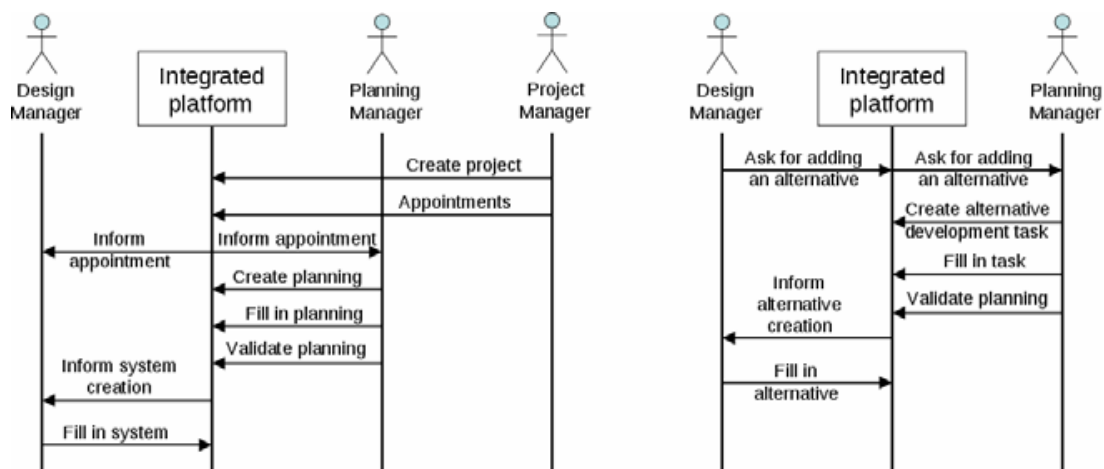 Design
Manager
Integrated
platform
Planning
Manager
Project
Manager
Create project
Appointments
Inform
appointment
Inform appointment
Create planning
Fill in planning
Validate planning
Inform system
creation
Fill in system
Design
Manager
Integrated
platform
Planning
Manager
Ask for adding
an alternative
Ask for adding
an alternative
Create alternative
development task
Fill in task
Inform
alternative
creation
Validate planning
Fill in
alternative